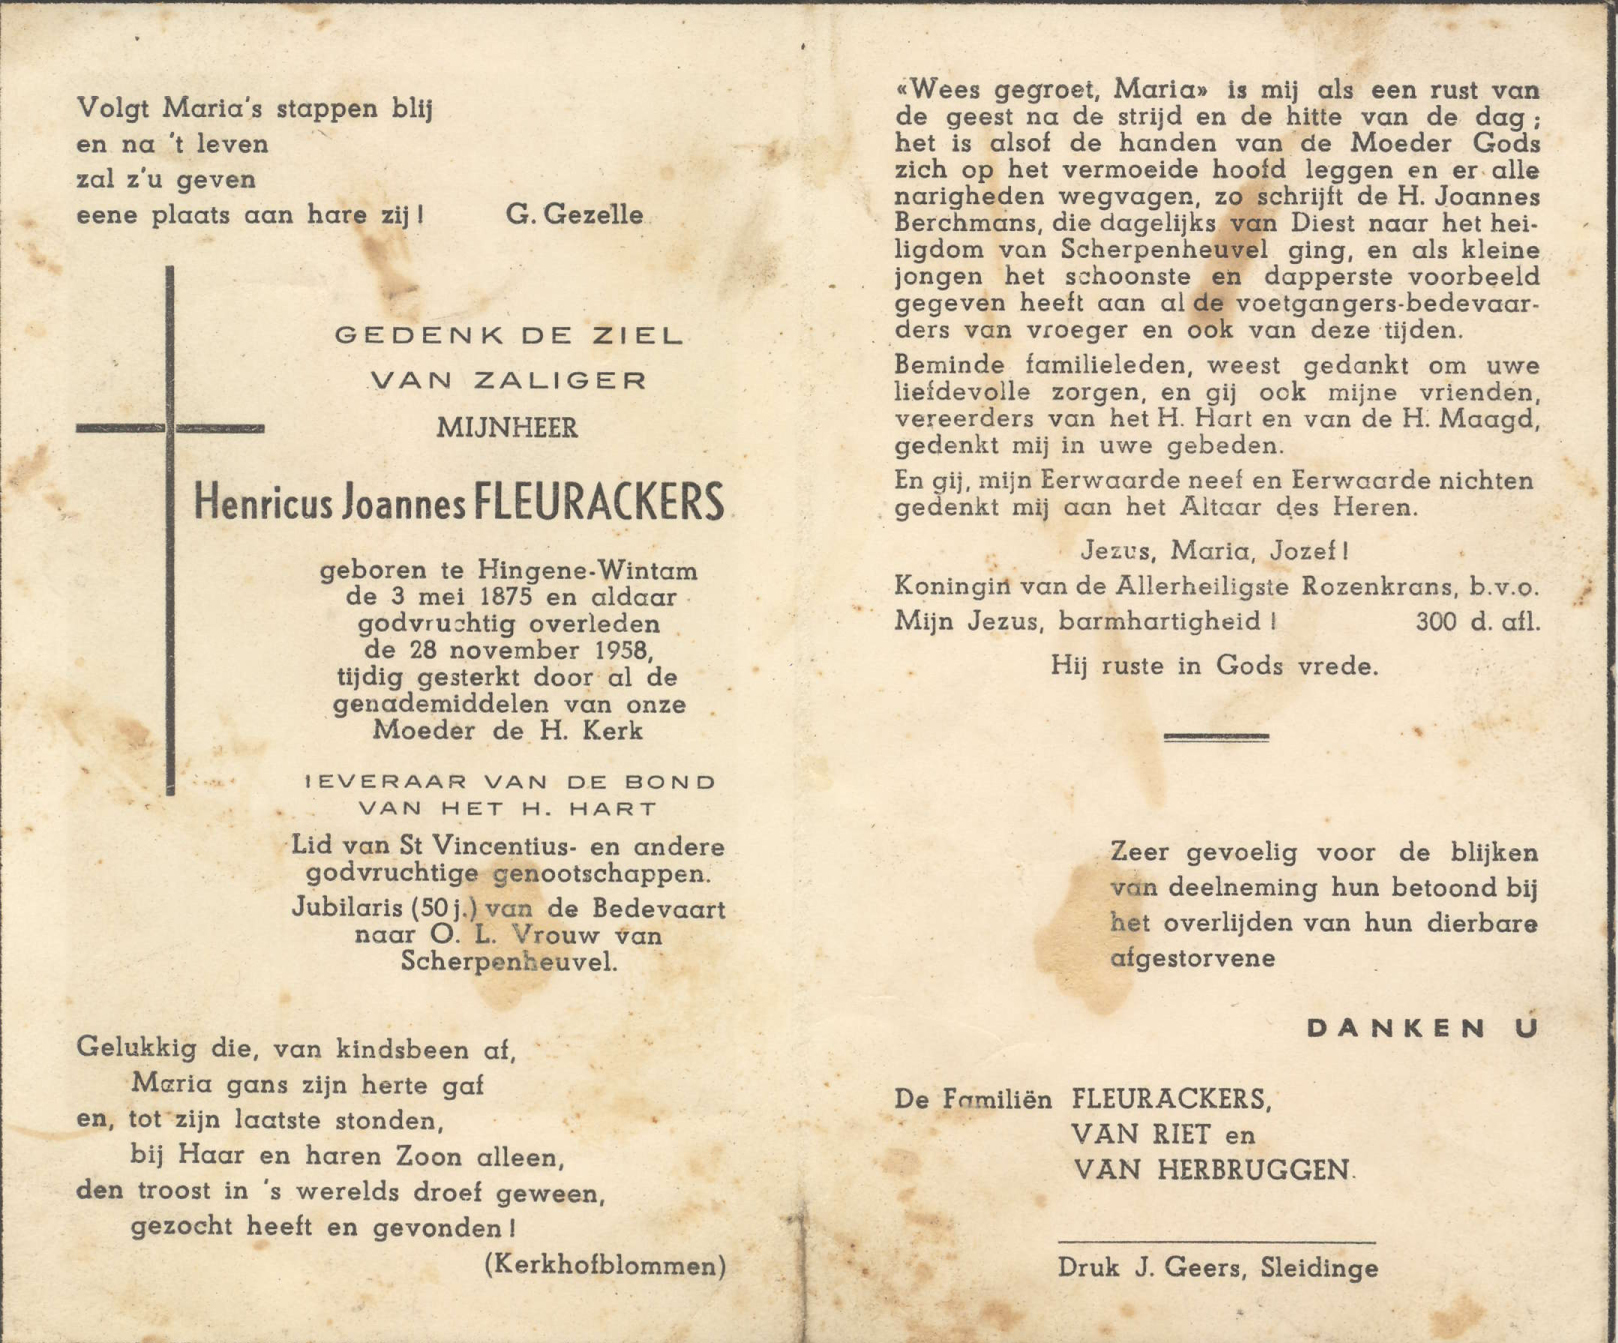 Volgt Maria's stappen blij
en na 't leven
zal z'u geven
eene plaats aan hare zij! G. Gezelle
GEDENK DE ZIEL
VAN ZALIGER
MIJNHEER
Henricus Joannes FLEURACKERS
geboren te Hingene-Wintam
de 3 mei 1875 en aldaar
godvruchtig overleden
de 28 november 1958,
tijdig gesterkt door al de
genademiddelen van onze
Moeder de H. Kerk
IEVERAAR VAN DE BOND
VAN HET H. HART
Lid van St Vincentius- en andere
godvruchtige genootschappen.
Jubilaris (50 j.) van de Bedevaart
naar O. L. Vrouw van
Scherpenheuvel.
Gelukkig die, van kindsbeen af,
Maria gans zijn herte gaf
en, tot zijn laatste stonden,
bij Haar en haren Zoon alleen,
den troost in 's werelds droef geween,
gezocht heeft en gevonden!
(Kerkhofblommen)
«Wees gegroet, Maria» is mij als een rust van
de geest na de strijd en de hitte van de dag;
het is alsof de handen van de Moeder Gods
zich op het vermoeide hoofd leggen en er alle
narigheden wegvagen, zo schrijft de H. Joannes
Berchmans, die dagelijks van Diest naar het hei-
ligdom van Scherpenheuvel ging, en als kleine
jongen het schoonste en dapperste voorbeeld
gegeven heeft aan al de voetgangers-bedevaar-
ders van vroeger en ook van deze tijden.
Beminde familieleden, weest gedankt om uwe
liefdevolle zorgen, en gij ook mijne vrienden,
vereerders van het H. Hart en van de H. Maagd,
gedenkt mij in uwe gebeden.
En gij, mijn Eerwaarde neef en Eerwaarde nichten
gedenkt mij aan het Altaar des Heren.
Jezus, Maria, Jozef!
Koningin van de Allerheiligste Rozenkrans, b.v.o.
Mijn Jezus, barmhartigheid! 300 d. afl.
Hij ruste in Gods vrede.
Zeer gevoelig voor de blijken
van deelneming hun betoond bij
het overlijden van hun dierbare
afgestorvene
DANKEN U
De Familiën FLEURACKERS,
VAN RIET en
VAN HERBRUGGEN.
Druk J. Geers, Sleidinge